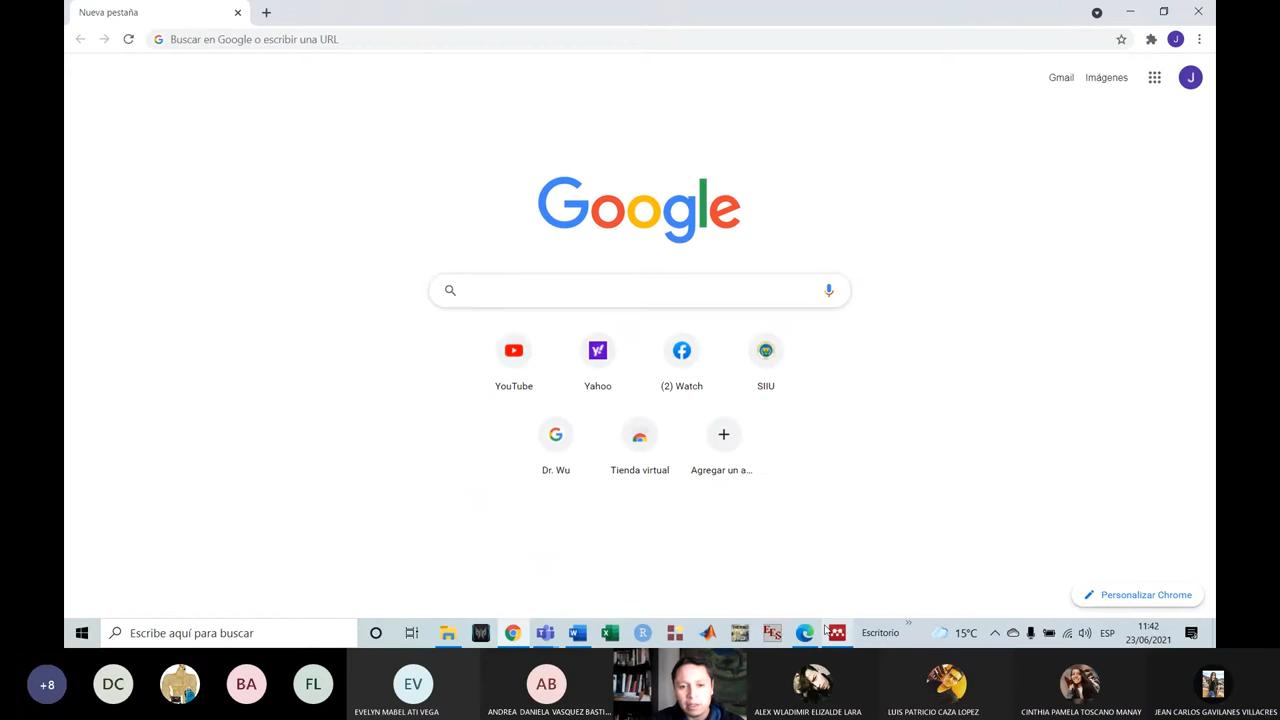 Nueva pestaña
Buscar en Google o escribir una URL
J
Gmail
Imágenes
J
Google
YouTube
Yahoo
(2) Watch
SIIU
Dr. Wu
Tienda virtual
Agregar un a...
Personalizar Chrome
Escribe aquí para buscar
Escritorio
15°C
ESP
11:42
23/06/2021
+8
DC
BA
FL
EV
EVELYN MABEL ATI VEGA
AB
ANDREA DANIELA VASQUEZ BASTI...
ALEX WLADIMIR ELIZALDE LARA
LUIS PATRICIO CAZA LOPEZ
CINTHIA PAMELA TOSCANO MANAY
JEAN CARLOS GAVILANES VILLACRES